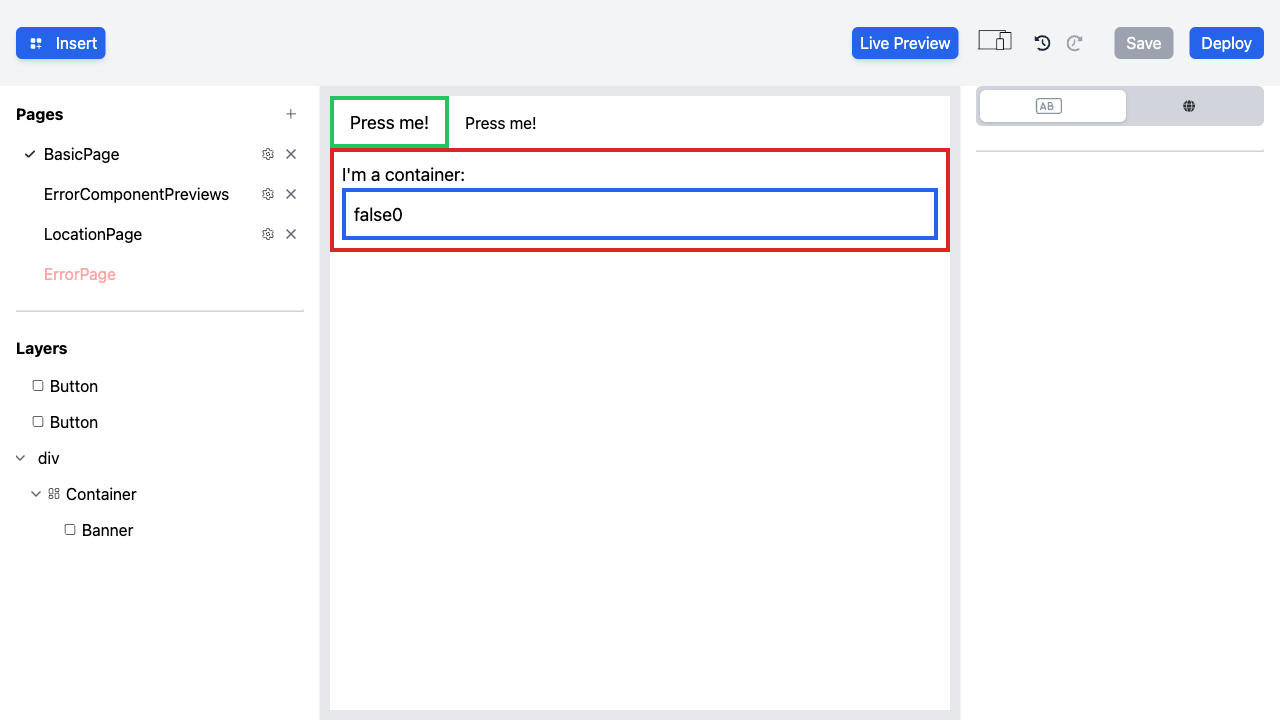 Insert
Live Preview
Save
Deploy
Pages
BasicPage
ErrorComponentPreviews
LocationPage
ErrorPage
Layers
Button
Button
div
Container
Banner
Press me!
Press me!
I'm a container:
false0
AB